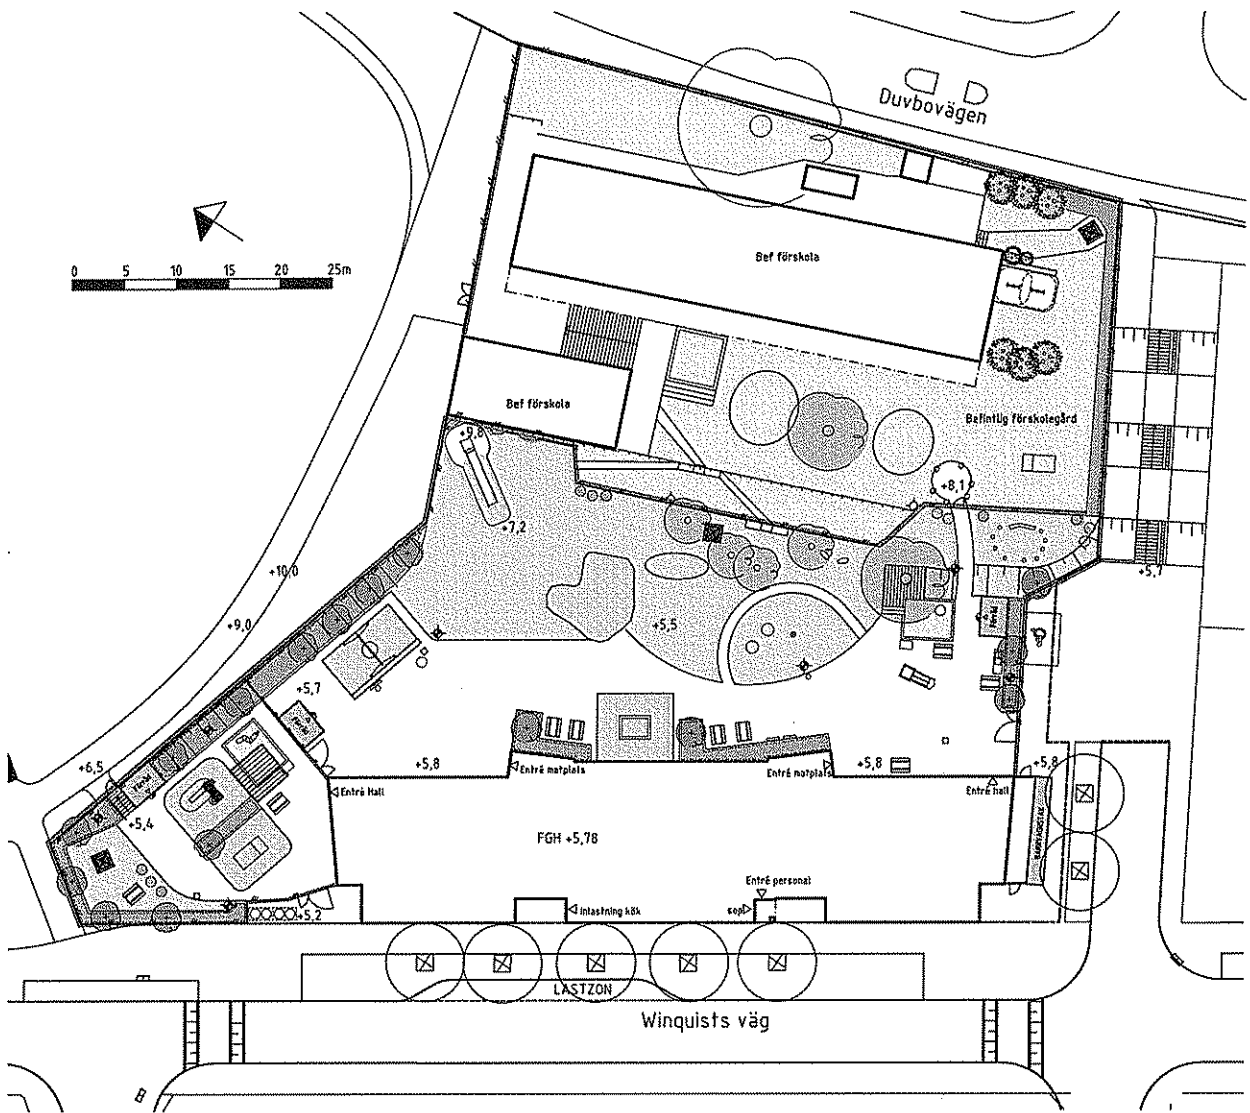 Duvbovägen
0 5 10 15 20 25m
Bef förskola
Bef förskola
Befintlig förskolegård
+9,8
+8,1
+7,2
+10,0
+5,7
+9,0
+5,5
+5,7
+6,5
+5,8
Entré matplats
Entré matplats
+5,8
+5,8
Entré Hall
Entré hall
Förråd
Förråd
+5,4
FGH +5,78
Entré personal
+5,2
Inlastning kök
sop
LASTZON
Winquists väg